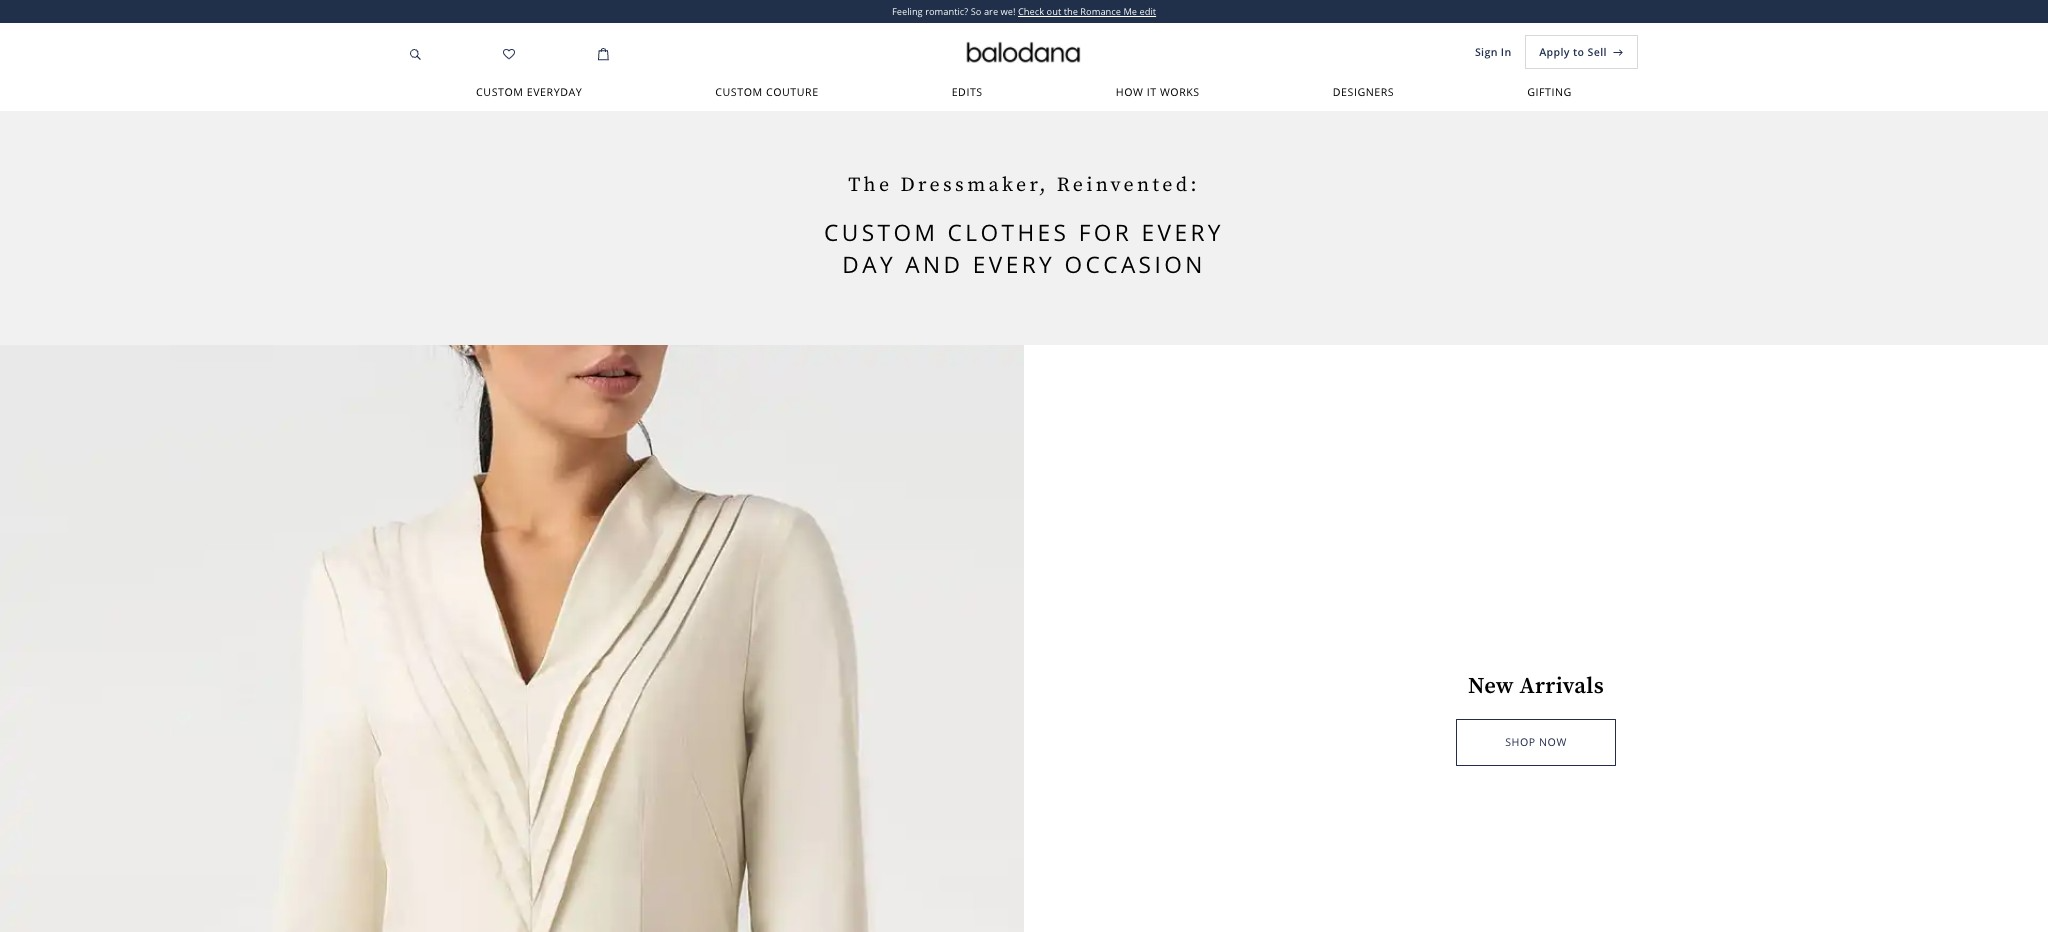 Feeling romantic? So are we! Check out the Romance Me edit
balodana
Sign In
Apply to Sell →
CUSTOM EVERYDAY
CUSTOM COUTURE
EDITS
HOW IT WORKS
DESIGNERS
GIFTING
The Dressmaker, Reinvented:
CUSTOM CLOTHES FOR EVERY
DAY AND EVERY OCCASION
New Arrivals
SHOP NOW